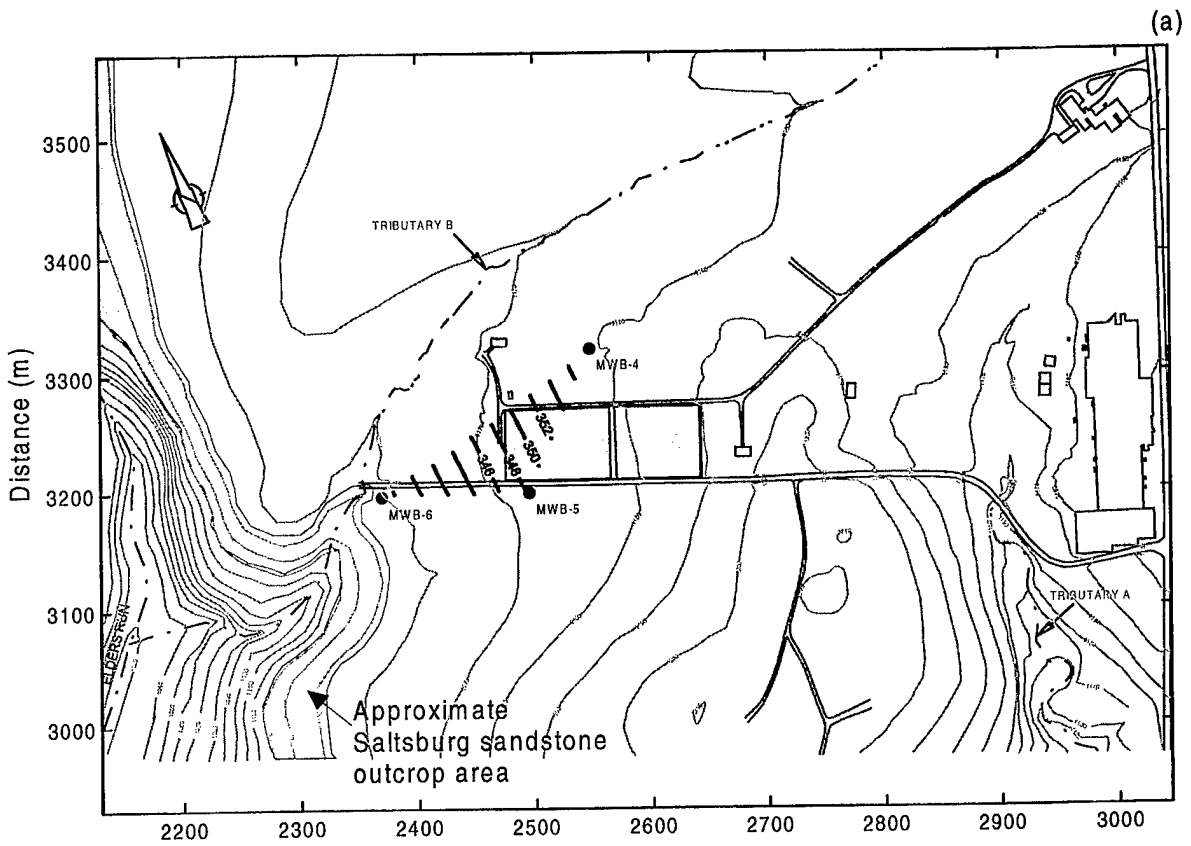 (a)
3500
3400
3300
3200
3100
3000
Distance (m)
TRIBUTARY B
MWB-4
352°
350°
348°
346°
MWB-5
MWB-6
TRIBUTARY A
ELDERS RUN
Approximate
Saltsburg sandstone
outcrop area
2200 2300 2400 2500 2600 2700 2800 2900 3000